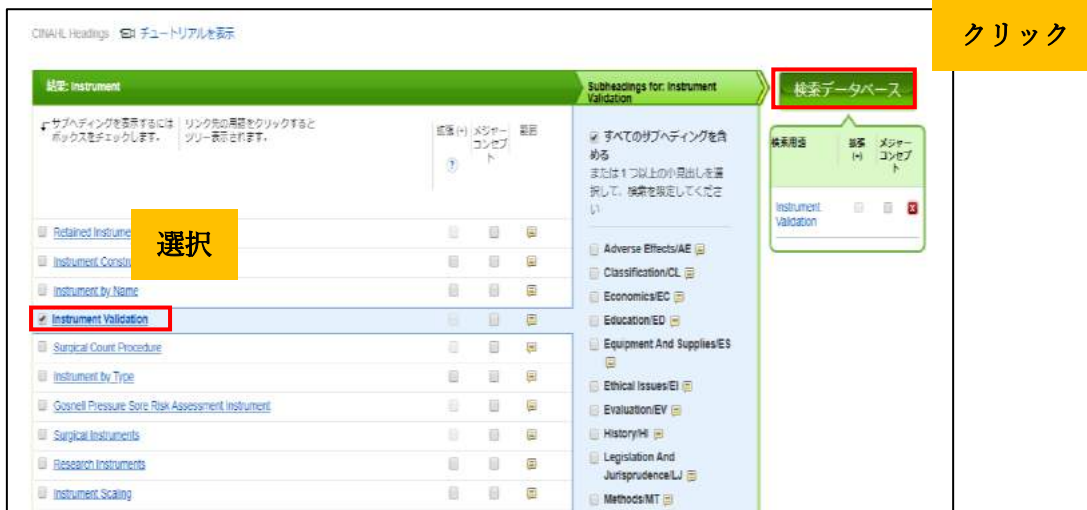 CINAHL Headings チュートリアルを表示
クリック
結果: Instrument
Subheadings for: Instrument
Validation
検索データベース
サブヘディングを表示するには
ボックスをチェックします。
リンク先の用語をクリックすると
ツリー表示されます。
拡張 (+)
メジャー
コンセプ
ト
範囲
すべてのサブヘディングを含
める
または1つ以上の小見出しを選
択して、検索を限定してくださ
い
検索用語
拡張
(+)
メジャー
コンセプ
ト
Instrument
Validation
選択
Retained Instrume
Instrument Constru
Instrument by Name
Instrument Validation
Surgical Count Procedure
Instrument by Type
Gosnell Pressure Sore Risk Assessment Instrument
Surgical Instruments
Research Instruments
Instrument Scaling
Adverse Effects/AE
Classification/CL
Economics/EC
Education/ED
Equipment And Supplies/ES
Ethical Issues/EI
Evaluation/EV
History/HI
Legislation And
Jurisprudence/LJ
Methods/MT